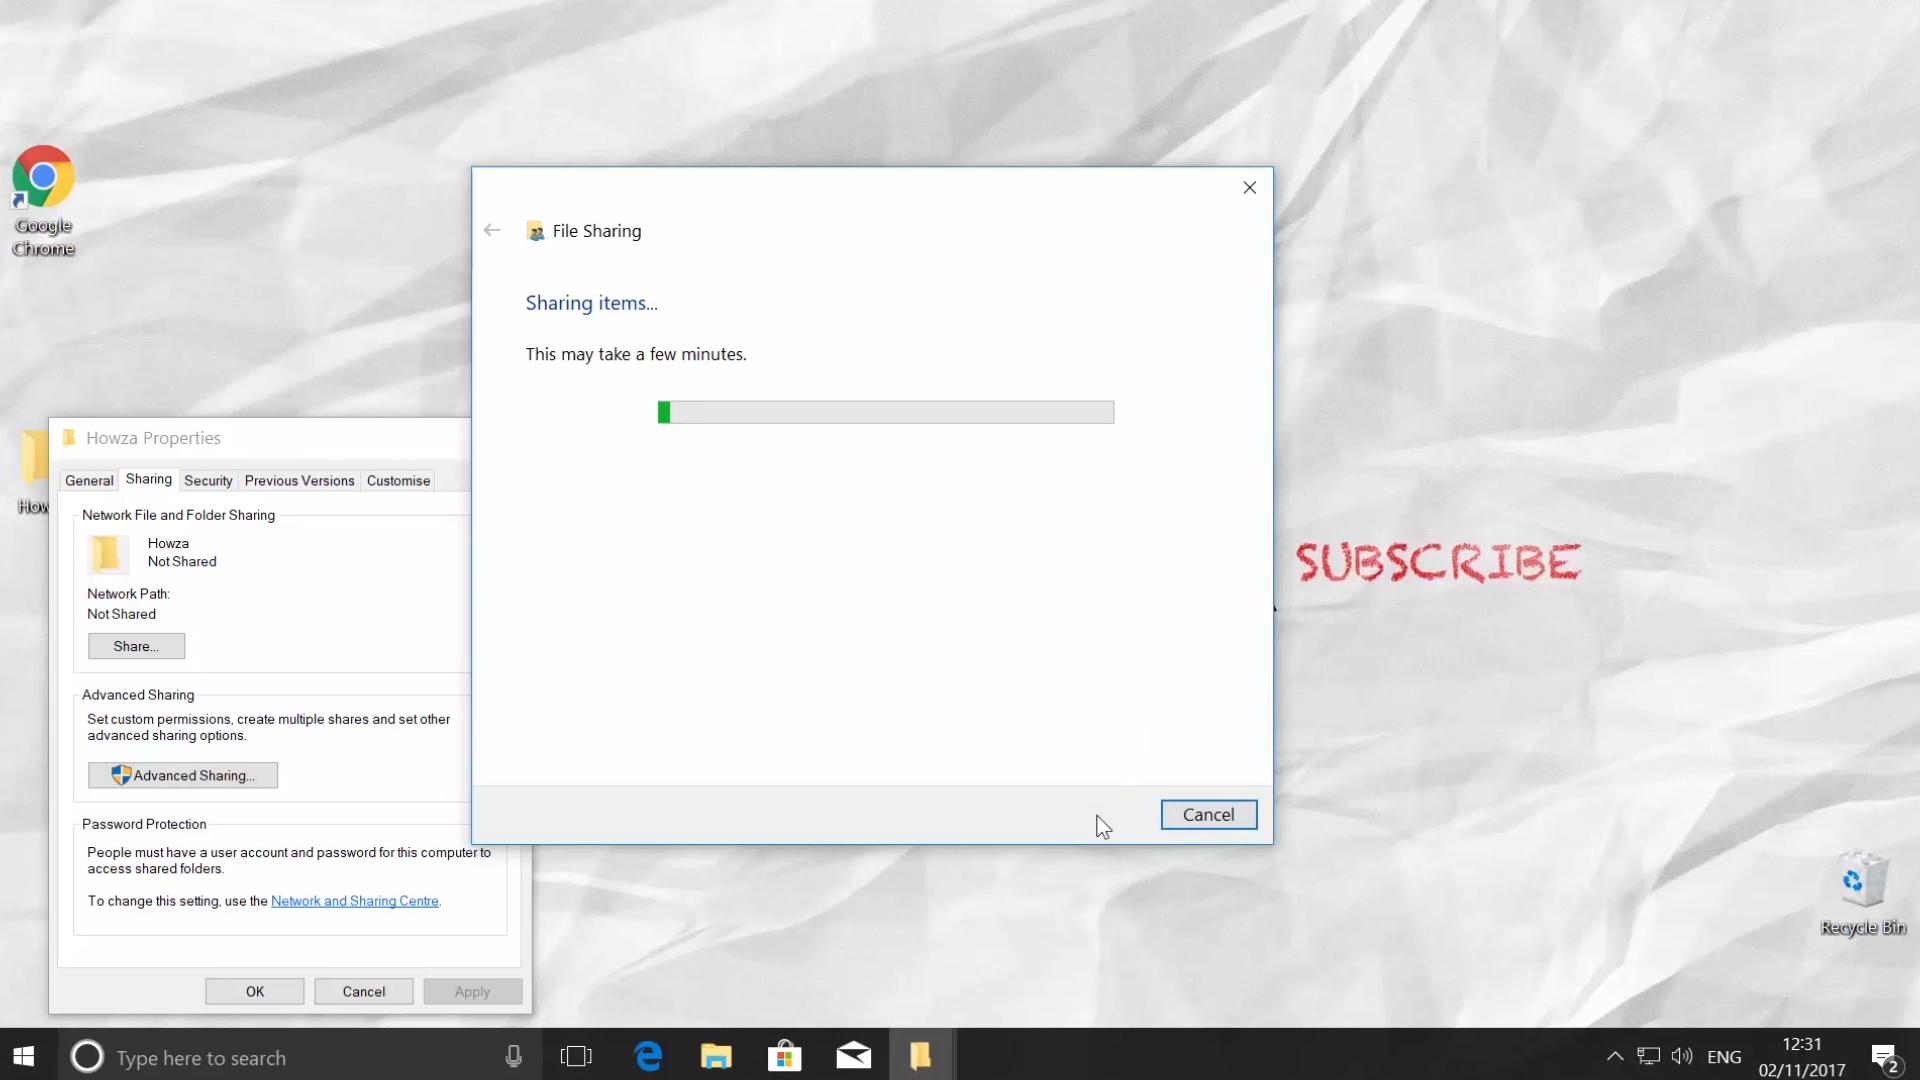 Google
Chrome
How
File Sharing
Sharing items...
This may take a few minutes.
Cancel
Howza Properties
General
Sharing
Security
Previous Versions
Customise
Network File and Folder Sharing
Howza
Not Shared
Network Path:
Not Shared
Share...
Advanced Sharing
Set custom permissions, create multiple shares and set other
advanced sharing options.
Advanced Sharing...
Password Protection
People must have a user account and password for this computer to
access shared folders.
To change this setting, use the Network and Sharing Centre.
OK
Cancel
Apply
SUBSCRIBE
Recycle Bin
Type here to search
ENG
12:31
02/11/2017
2